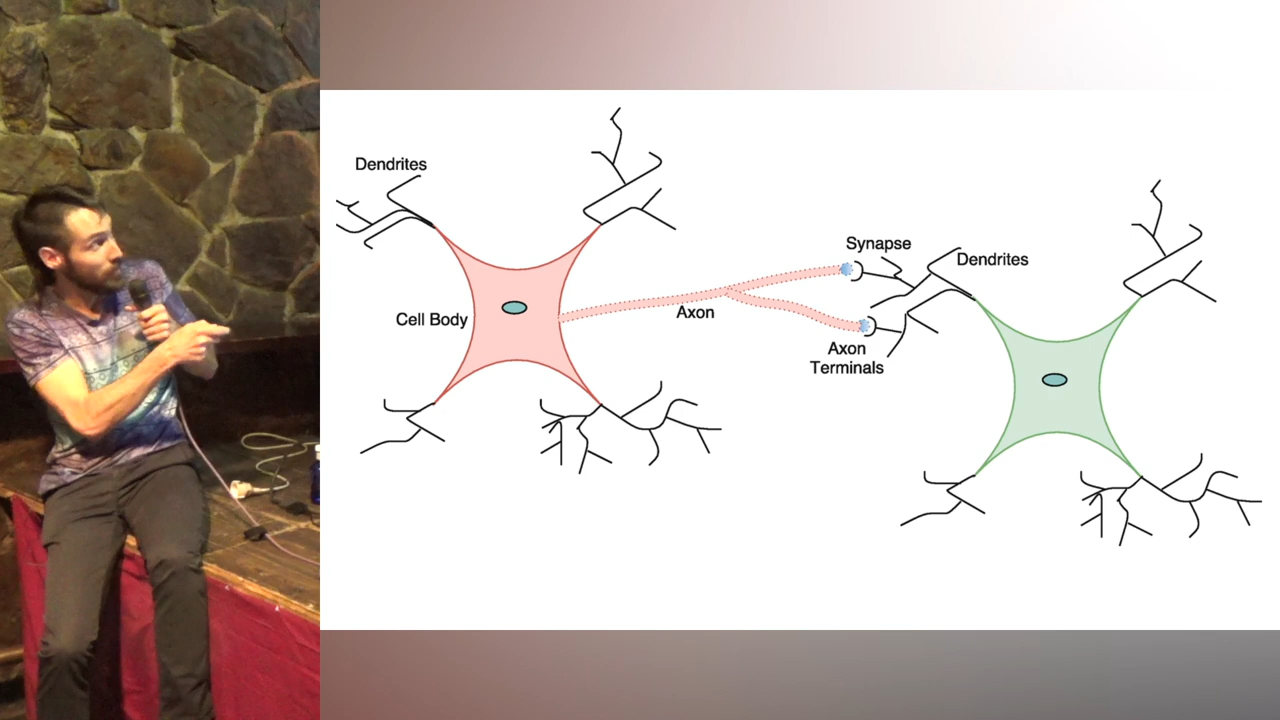 Dendrites
Synapse
Dendrites
Cell Body
Axon
Axon
Terminals